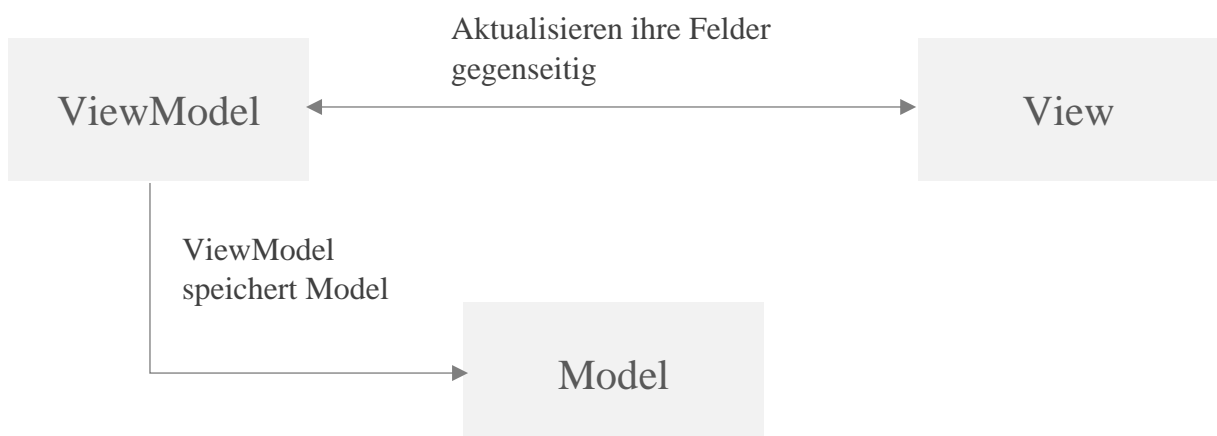 Aktualisieren ihre Felder
gegenseitig
ViewModel
View
ViewModel
speichert Model
Model